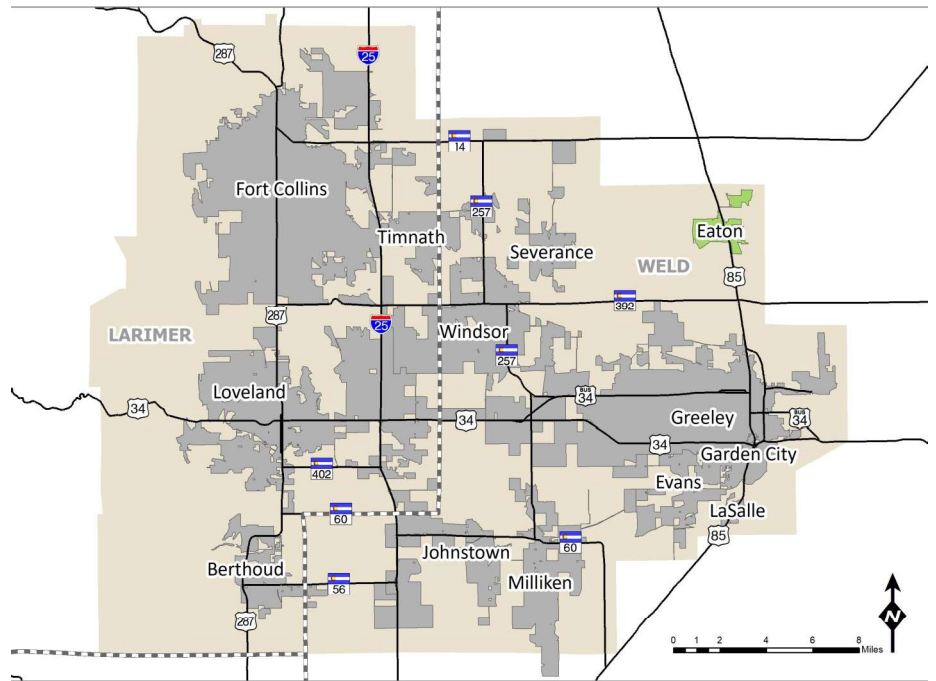 287
25
14
Fort Collins
257
Timnath
Severance
Eaton
WELD
85
392
287
LARIMER
25
Windsor
257
Loveland
34
BUS
34
34
Greeley
BUS
34
34
Garden City
402
Evans
60
LaSalle
85
60
Johnstown
Berthoud
Milliken
56
287
N
0 1 2 4 6 8
Miles